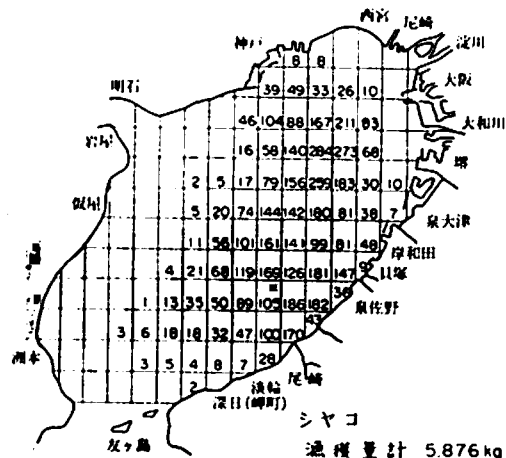 西宮
尼崎
神戸
淀川
8 8
大阪
明石
39 49 33 26 10
大和川
46 104 88 167 211 93
岩屋
16 58 140 284 273 68
堺
2 5 17 79 156 259 183 30 10
仮屋
5 20 74 144 142 180 81 38 7
泉大津
11 58 101 161 141 99 81 48
岸和田
4 21 68 119 169 126 181 147
貝塚
1 13 35 50 89 105 186 182 36
泉佐野
43
3 6 18 18 32 47 100 170
洲本
3 5 4 8 7 28
淡輪
尾崎
2
深日(岬町)
友ヶ島
シヤコ
漁獲量計 5.876kg